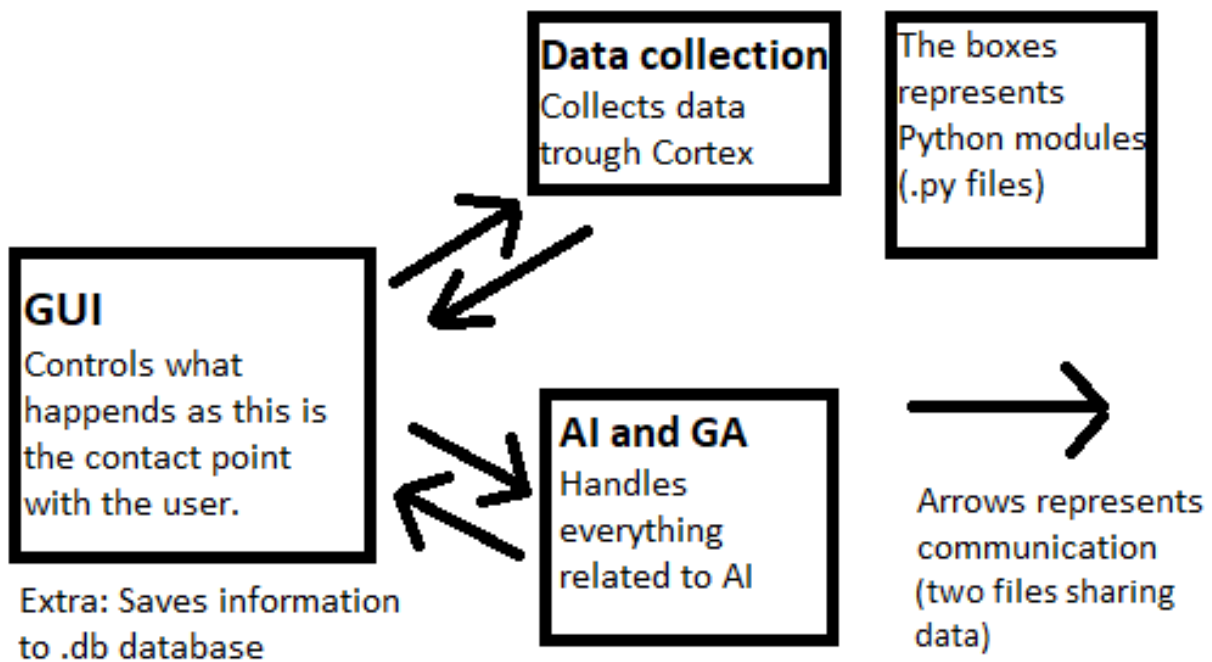 Data collection
Collects data
trough Cortex
The boxes
represents
Python modules
(.py files)
GUI
Controls what
happends as this is
the contact point
with the user.
Extra: Saves information
to .db database
AI and GA
Handles
everything
related to AI
Arrows represents
communication
(two files sharing
data)